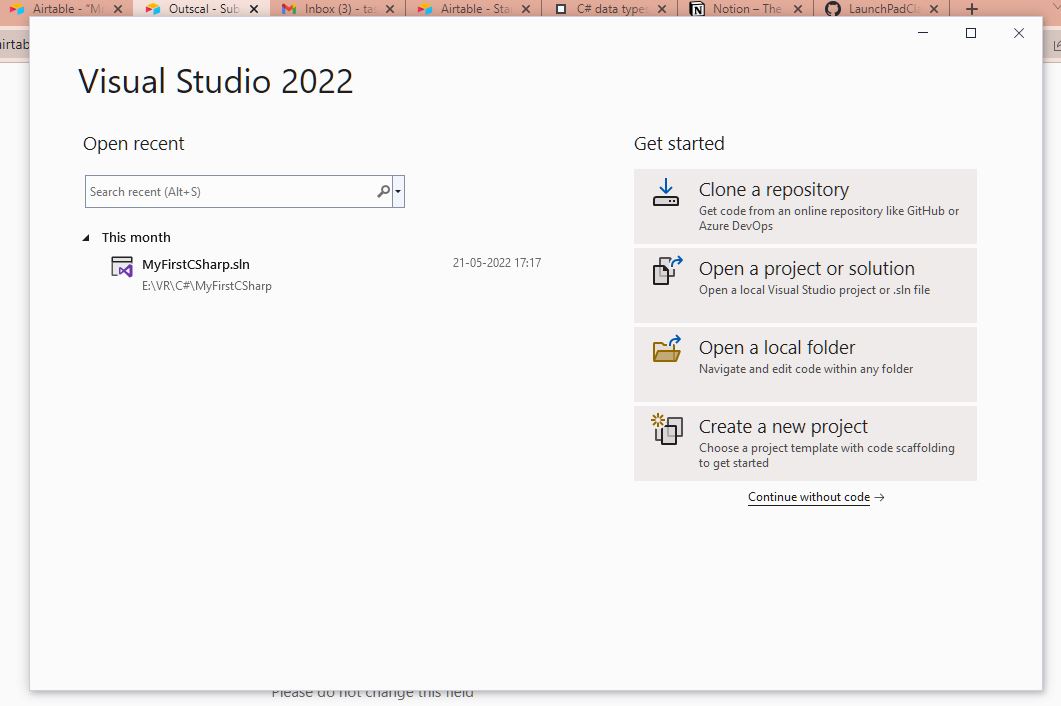 Airtable - "M
Outscal - Sub
Inbox (3) - tas
Airtable - Sta
C# data types
Notion – The
LaunchPadCl
airtab
Visual Studio 2022
Open recent
Search recent (Alt+S)
This month
MyFirstCSharp.sln
21-05-2022 17:17
E:\VR\C#\MyFirstCSharp
Get started
Clone a repository
Get code from an online repository like GitHub or
Azure DevOps
Open a project or solution
Open a local Visual Studio project or .sln file
Open a local folder
Navigate and edit code within any folder
Create a new project
Choose a project template with code scaffolding
to get started
Continue without code →
Please do not change this field